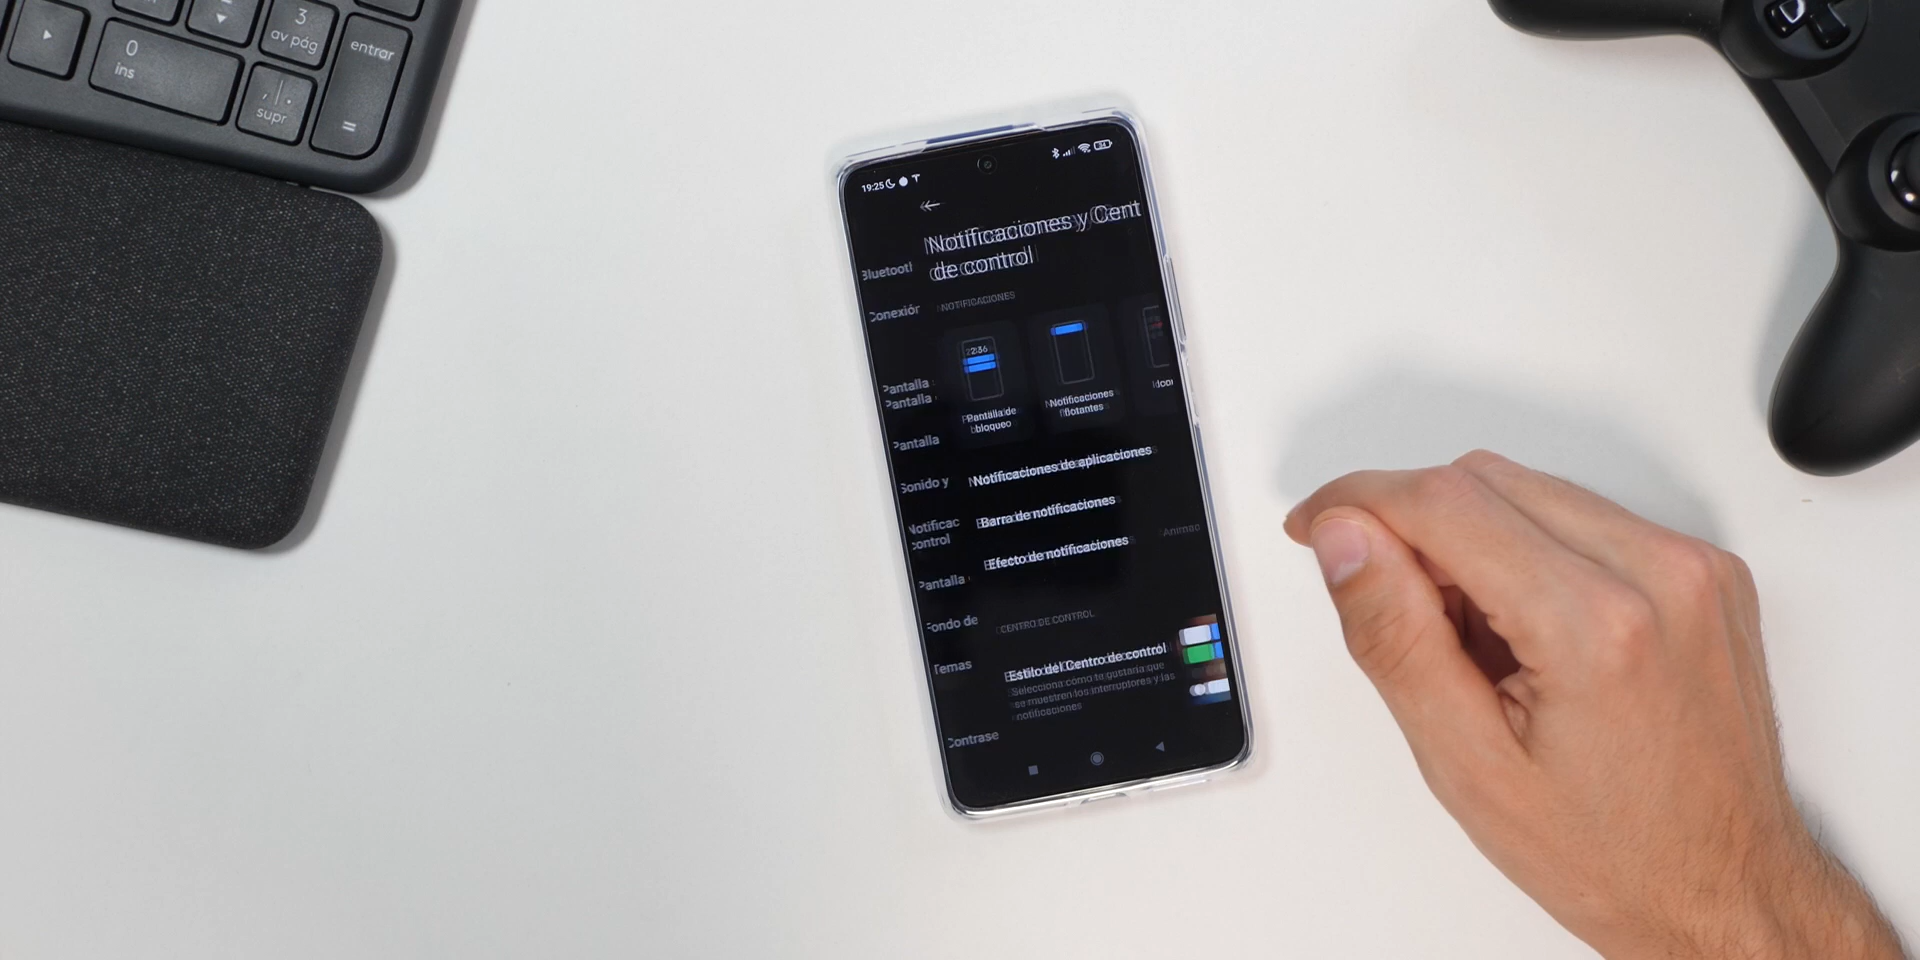 3
av pág
entrar
0
ins
, | .
supr
=
19:25
Notificaciones y Cent
de control
Bluetoot
Conexión
NOTIFICACIONES
2:36
Pantalla de
bloqueo
Notificaciones
flotantes
Icon
Pantalla
Pantalla
Pantalla
Sonido y
Notificac
control
Pantalla
Fondo de
Temas
Contrase
Notificaciones de aplicaciones
Barra de notificaciones
Efecto de notificaciones
Animac
CENTRO DE CONTROL
Estilo del Centro de control
Selecciona cómo te gustaría que
se muestren los interruptores y las
notificaciones